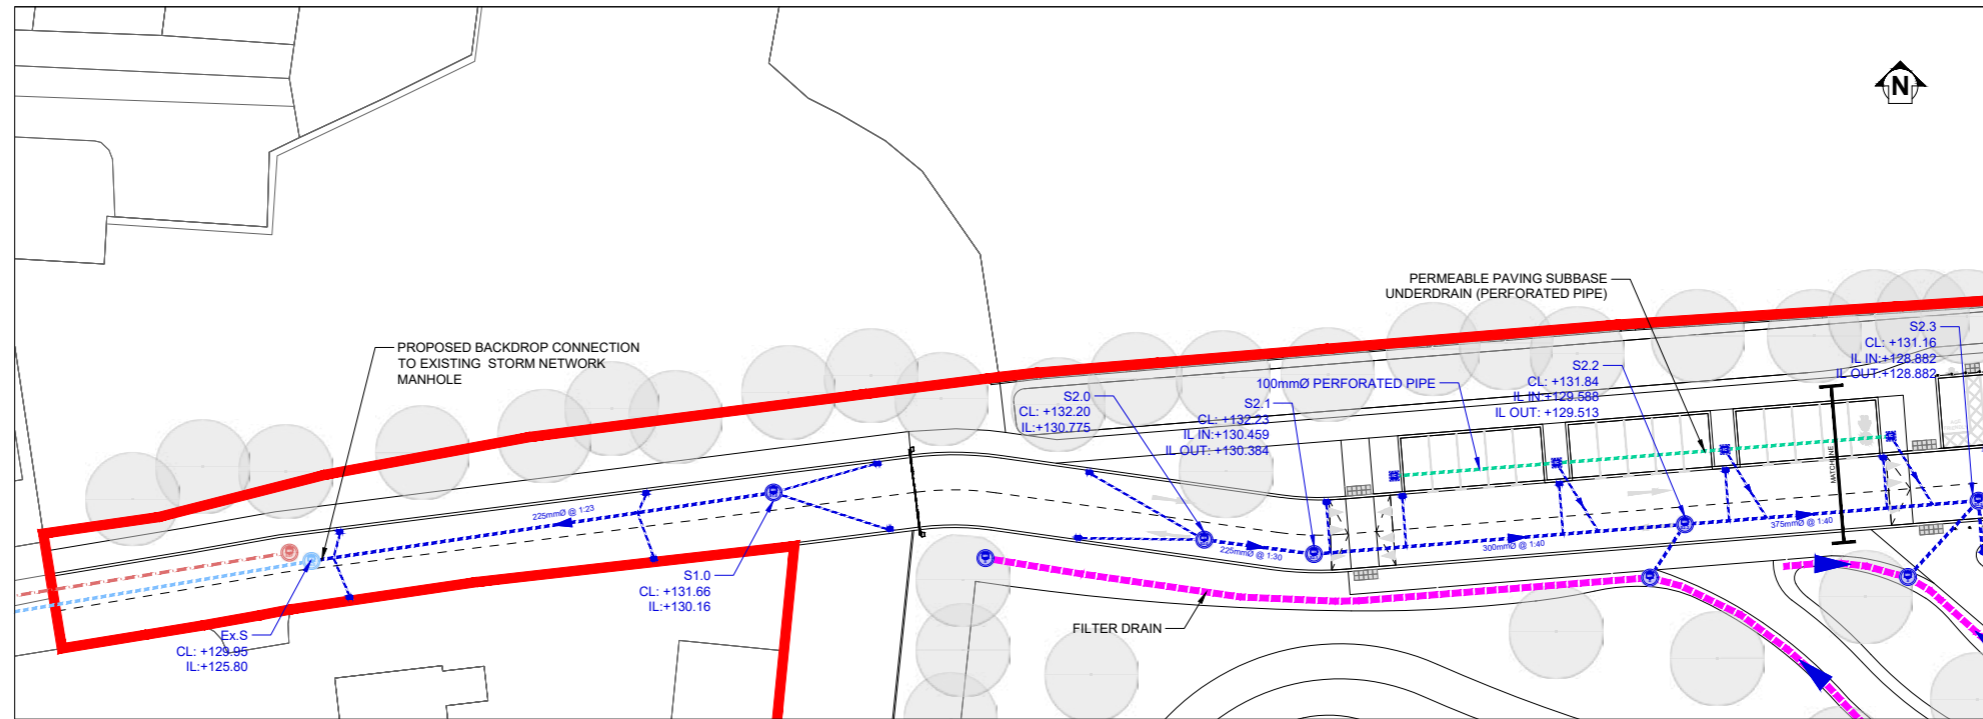 N
PROPOSED BACKDROP CONNECTION
TO EXISTING STORM NETWORK
MANHOLE
225mmØ @ 1:23
Ex.S
CL: +129.95
IL:+125.80
S1.0
CL: +131.66
IL:+130.16
S2.0
CL: +132.20
IL:+130.775
S2.1
CL: +132.23
IL IN:+130.459
IL OUT: +130.384
225mmØ @ 1:30
FILTER DRAIN
100mmØ PERFORATED PIPE
PERMEABLE PAVING SUBBASE
UNDERDRAIN (PERFORATED PIPE)
S2.2
CL: +131.84
IL IN:+129.588
IL OUT: +129.513
300mmØ @ 1:40
375mmØ @ 1:40
MATCHLINE
S2.3
CL: +131.16
IL IN:+128.882
IL OUT:+128.882